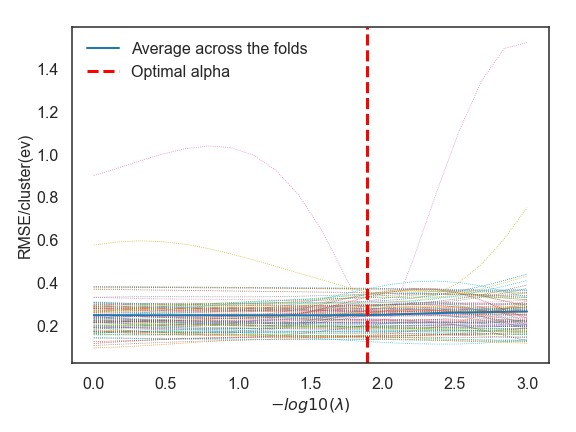 Average across the folds
Optimal alpha
RMSE/cluster(ev)
1.4
1.2
1.0
0.8
0.6
0.4
0.2
0.0 0.5 1.0 1.5 2.0 2.5 3.0
−log10(λ)